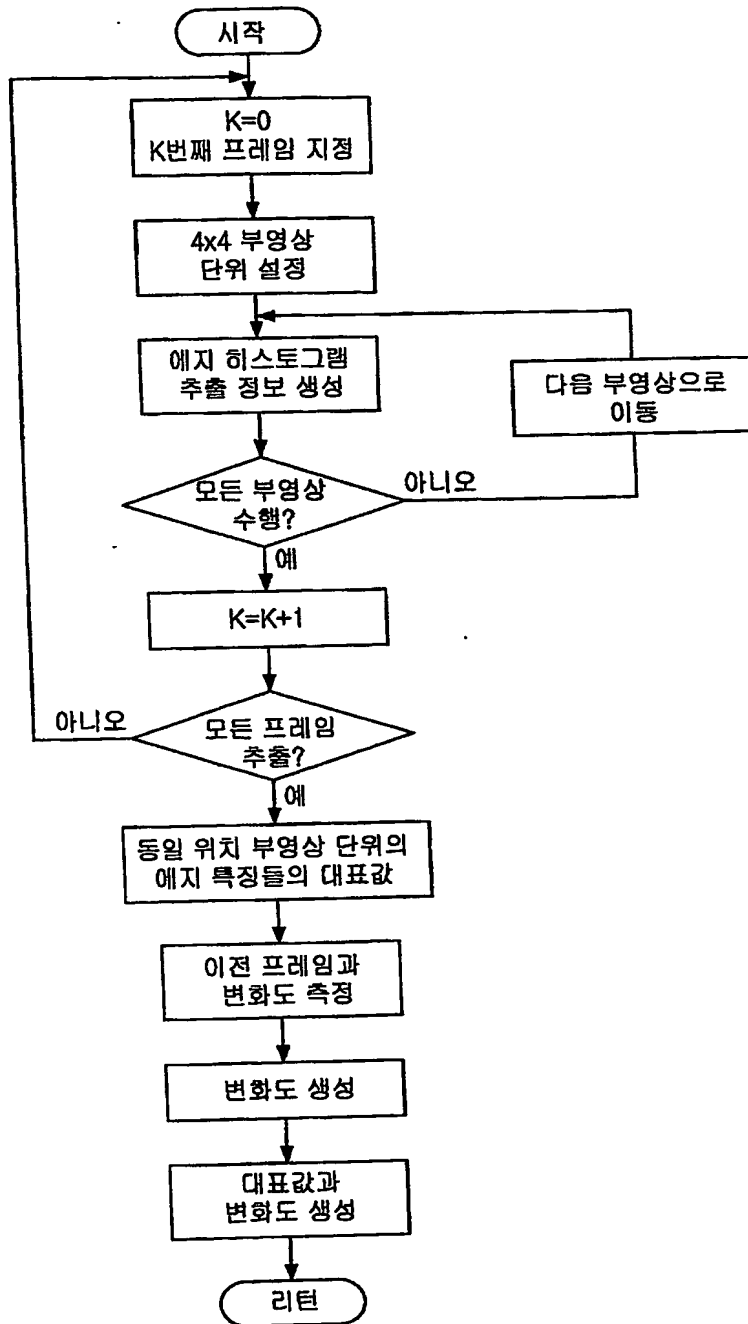 시작
K=0
K번째 프레임 지정
4x4 부영상
단위 설정
에지 히스토그램
추출 정보 생성
다음 부영상으로
이동
모든 부영상
수행?
아니오
예
K=K+1
모든 프레임
추출?
아니오
예
동일 위치 부영상 단위의
에지 특징들의 대표값
이전 프레임과
변화도 측정
변화도 생성
대표값과
변화도 생성
리턴